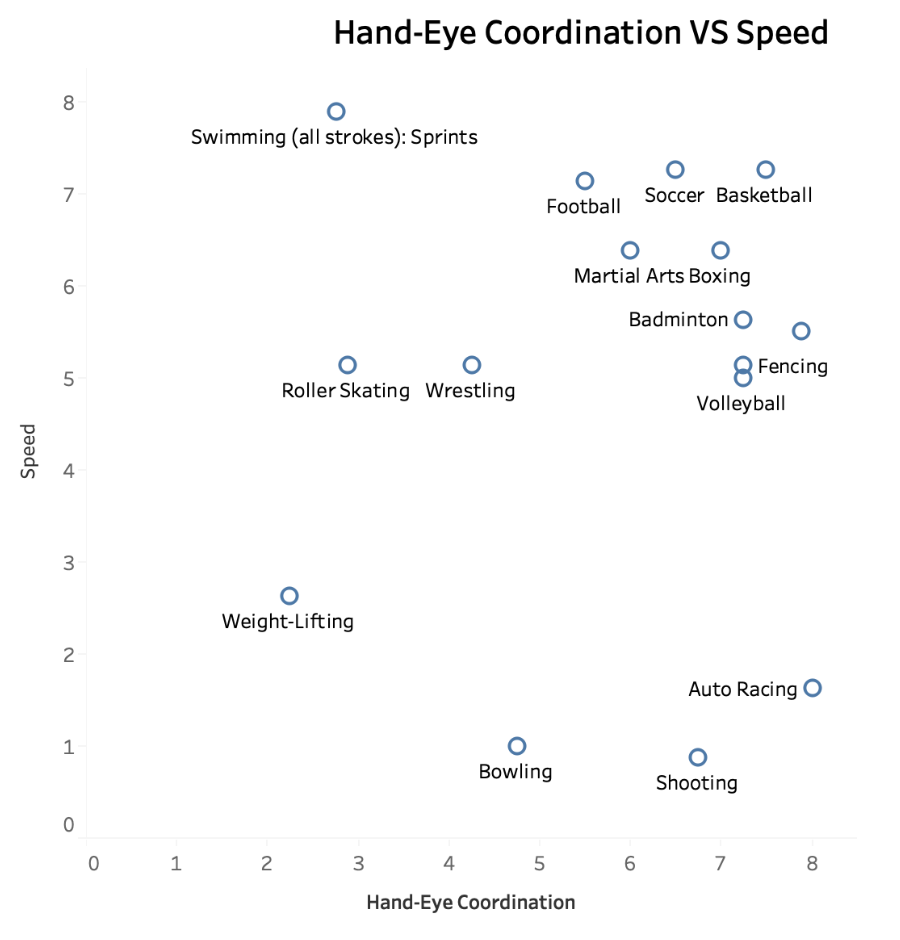 Hand-Eye Coordination VS Speed
8
Swimming (all strokes): Sprints
7
Football
Soccer
Basketball
Martial Arts
Boxing
6
Badminton
Fencing
5
Roller Skating
Wrestling
Volleyball
Speed
4
3
Weight-Lifting
2
Auto Racing
1
Bowling
Shooting
0
0 1 2 3 4 5 6 7 8
Hand-Eye Coordination